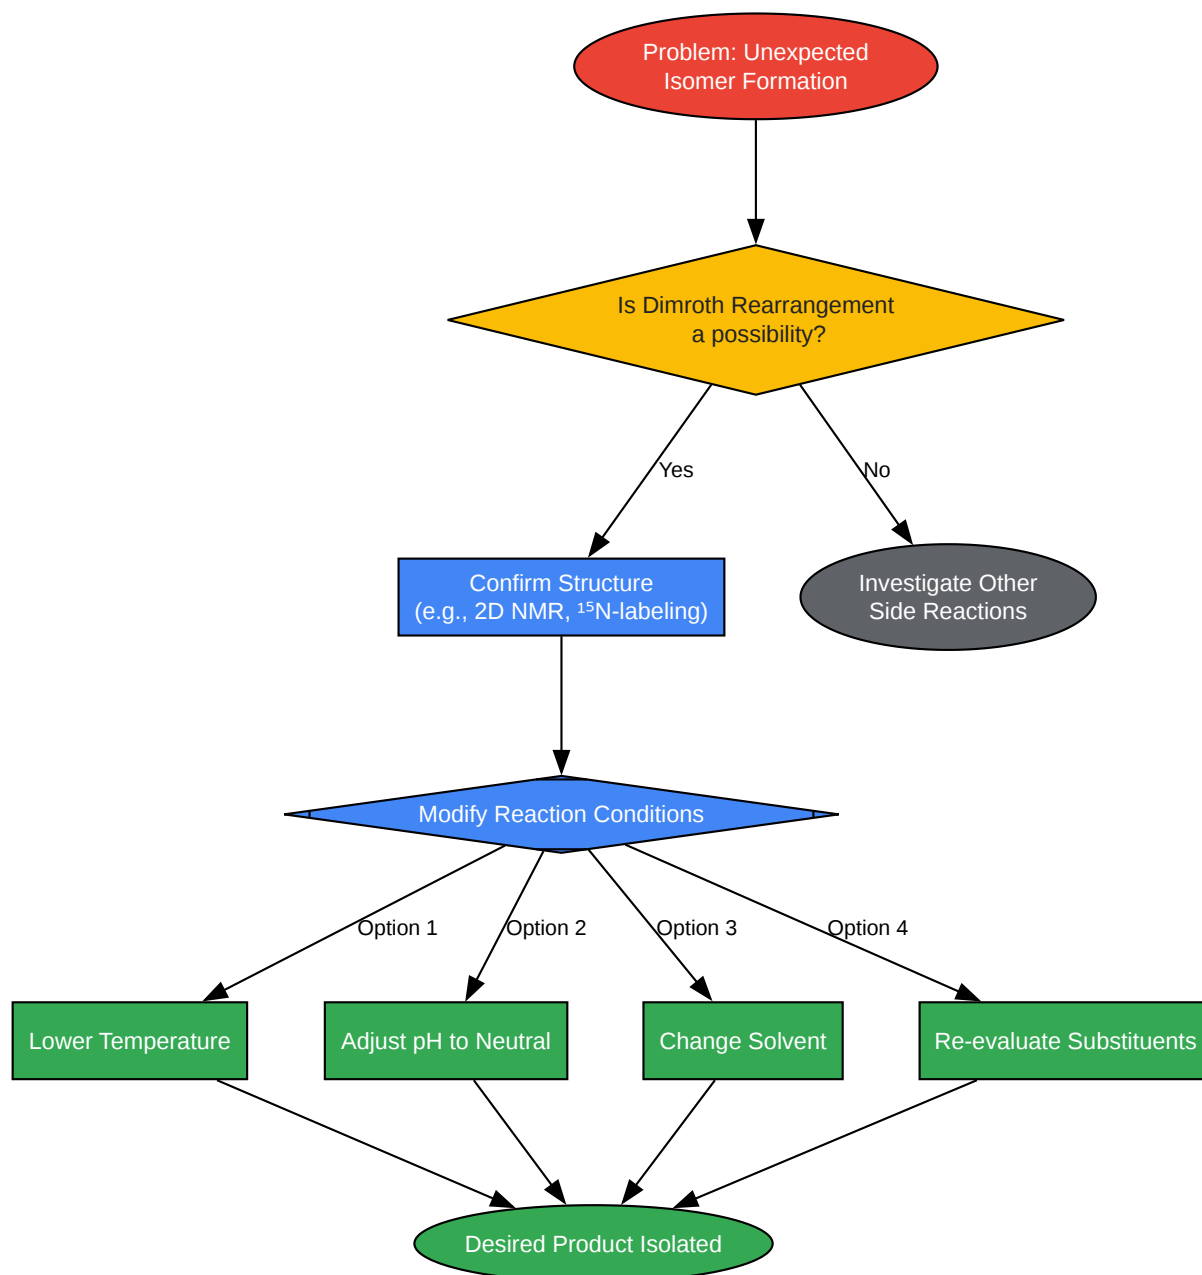 Problem: Unexpected
Isomer Formation
Is Dimroth Rearrangement
a possibility?
Yes
No
Confirm Structure
(e.g., 2D NMR, ¹⁵N-labeling)
Investigate Other
Side Reactions
Modify Reaction Conditions
Option 1
Option 2
Option 3
Option 4
Lower Temperature
Adjust pH to Neutral
Change Solvent
Re-evaluate Substituents
Desired Product Isolated